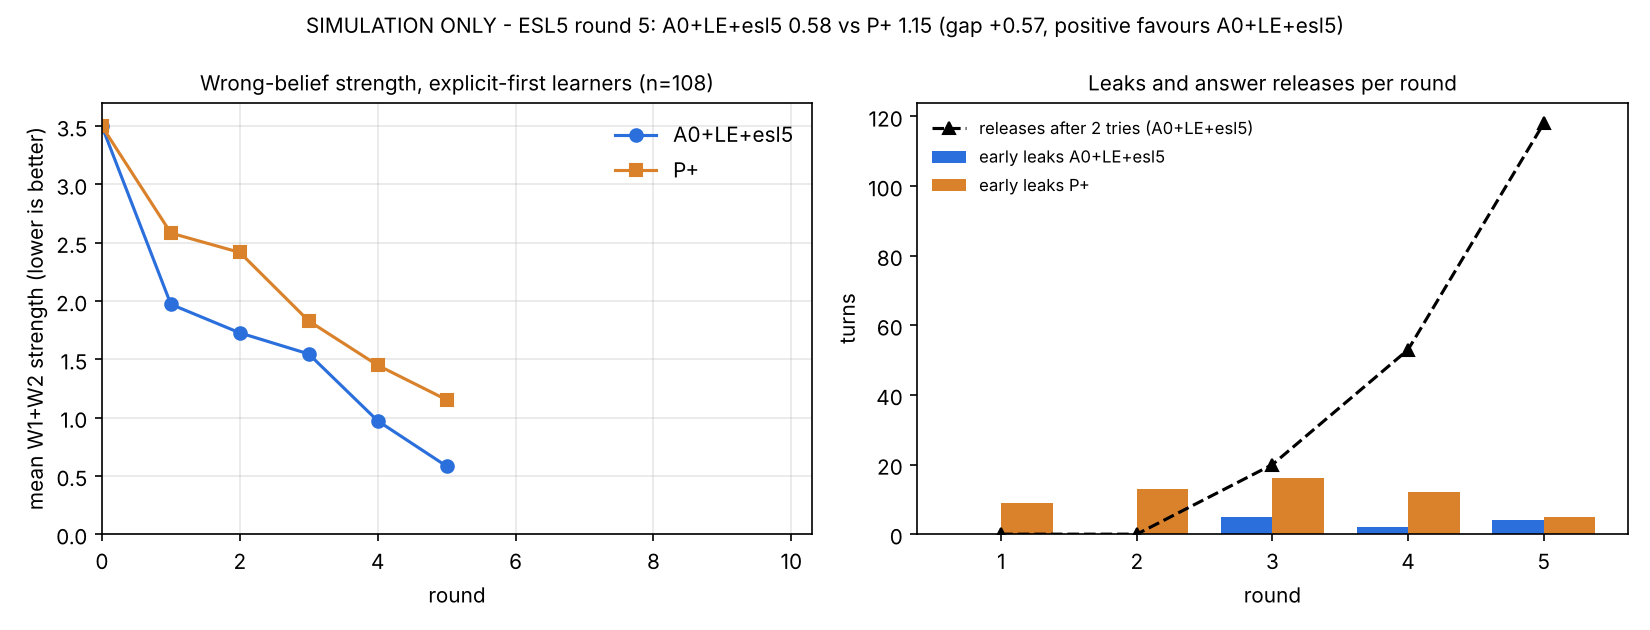 SIMULATION ONLY - ESL5 round 5: A0+LE+esl5 0.58 vs P+ 1.15 (gap +0.57, positive favours A0+LE+esl5)
Wrong-belief strength, explicit-first learners (n=108)
mean W1+W2 strength (lower is better)
3.5
3.0
2.5
2.0
1.5
1.0
0.5
0.0
A0+LE+esl5
P+
0 2 4 6 8 10
round
Leaks and answer releases per round
turns
120
100
80
60
40
20
0
releases after 2 tries (A0+LE+esl5)
early leaks A0+LE+esl5
early leaks P+
1 2 3 4 5
round